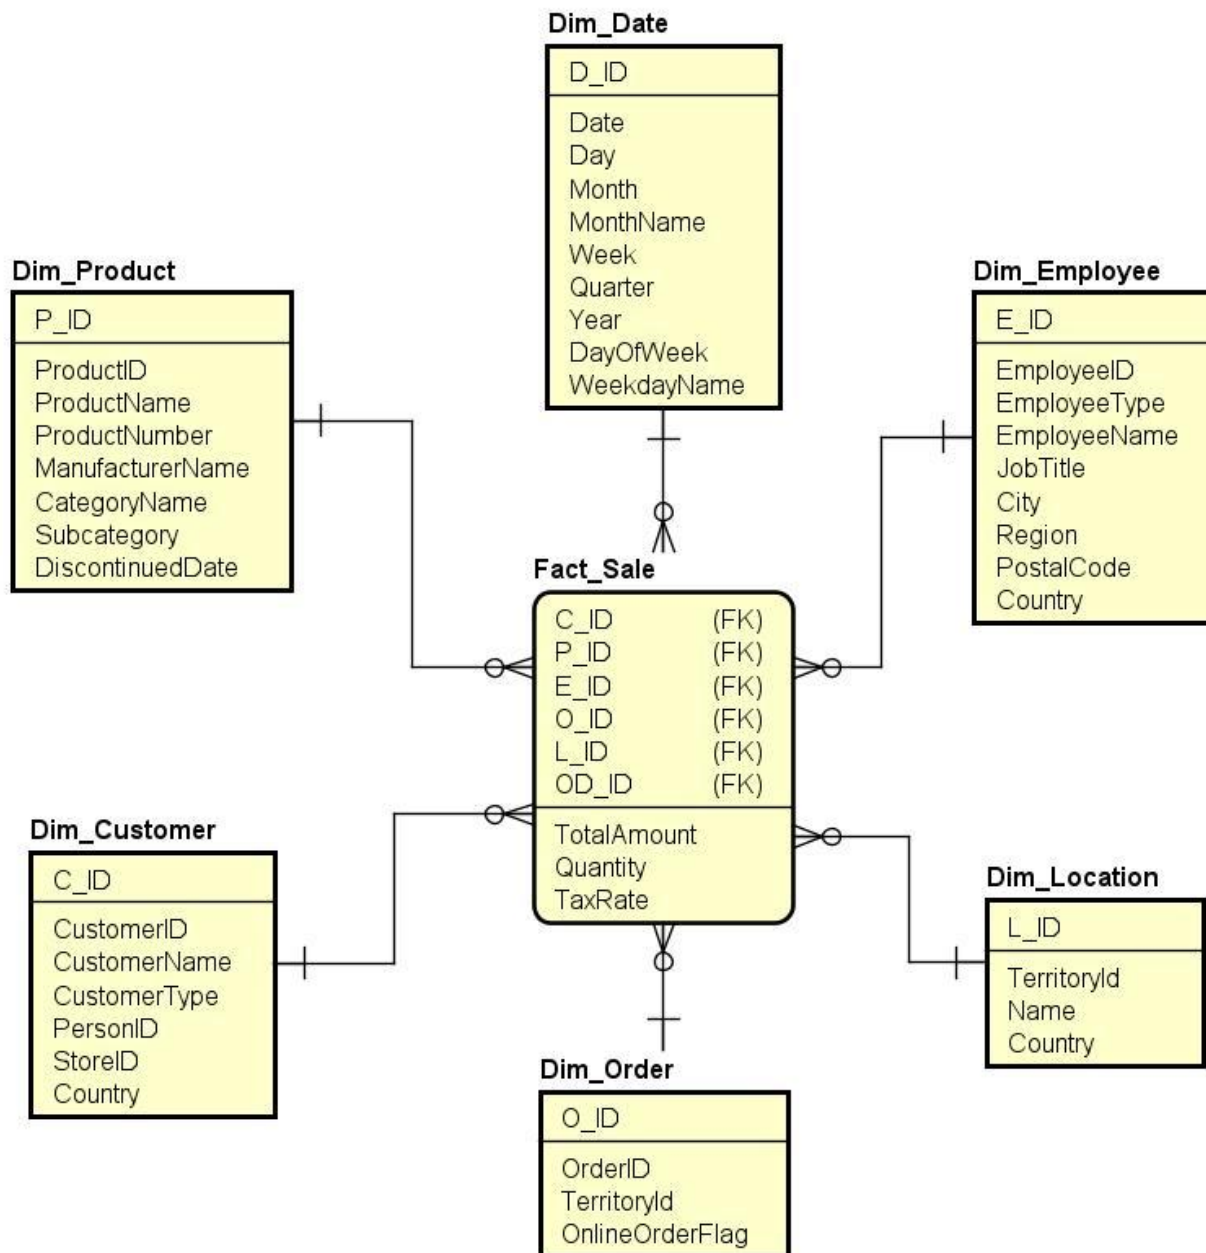 Dim_Date
D_ID
Date
Day
Month
MonthName
Week
Quarter
Year
DayOfWeek
WeekdayName
Dim_Product
P_ID
ProductID
ProductName
ProductNumber
ManufacturerName
CategoryName
Subcategory
DiscontinuedDate
Dim_Employee
E_ID
EmployeeID
EmployeeType
EmployeeName
JobTitle
City
Region
PostalCode
Country
Fact_Sale
C_ID (FK)
P_ID (FK)
E_ID (FK)
O_ID (FK)
L_ID (FK)
OD_ID (FK)
TotalAmount
Quantity
TaxRate
Dim_Customer
C_ID
CustomerID
CustomerName
CustomerType
PersonID
StoreID
Country
Dim_Location
L_ID
TerritoryId
Name
Country
Dim_Order
O_ID
OrderID
TerritoryId
OnlineOrderFlag